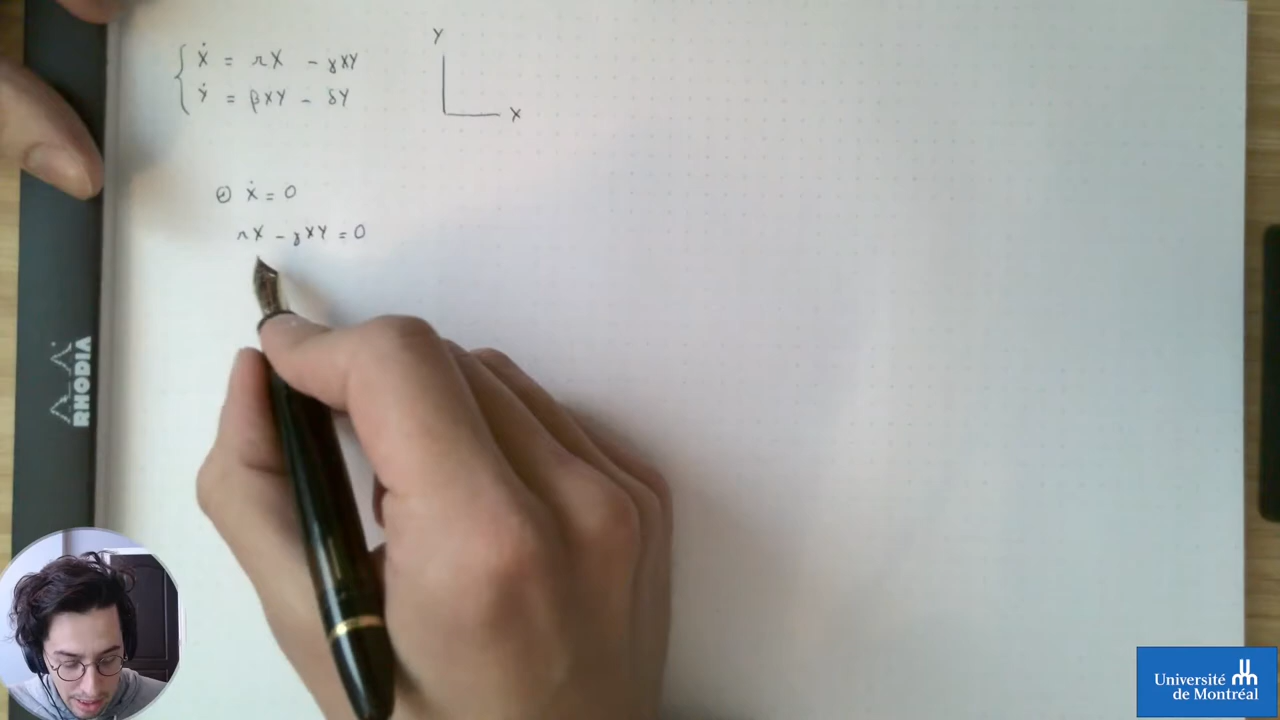 Ẋ = rX - γXY
Ẏ = βXY - δY
Y
X
① Ẋ = 0
rX - γXY = 0
RHODIA
Université
de Montréal